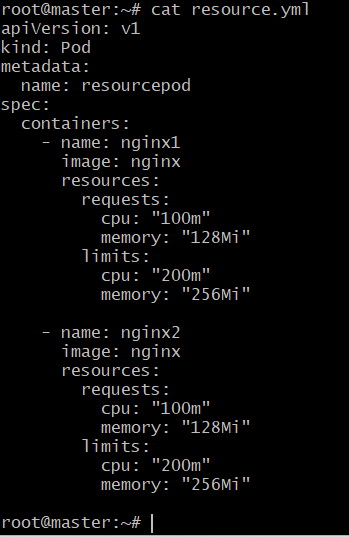 root@master:~# cat resource.yml
apiVersion: v1
kind: Pod
metadata:
  name: resourcepod
spec:
  containers:
    - name: nginx1
      image: nginx
      resources:
        requests:
          cpu: "100m"
          memory: "128Mi"
        limits:
          cpu: "200m"
          memory: "256Mi"

    - name: nginx2
      image: nginx
      resources:
        requests:
          cpu: "100m"
          memory: "128Mi"
        limits:
          cpu: "200m"
          memory: "256Mi"

root@master:~#